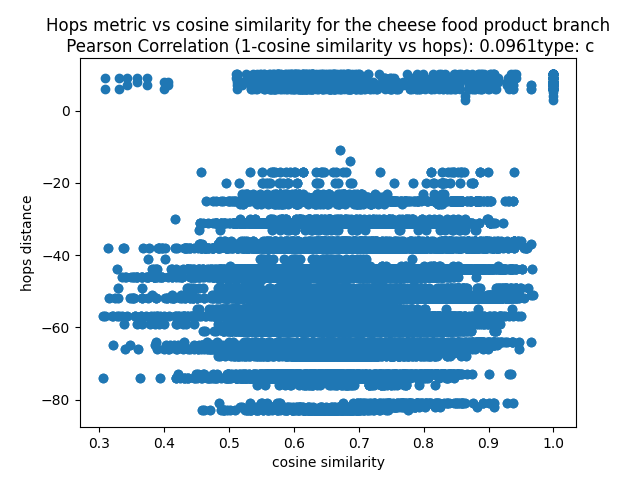 Hops metric vs cosine similarity for the cheese food product branch
Pearson Correlation (1-cosine similarity vs hops): 0.0961type: c
hops distance
0
−20
−40
−60
−80
0.3 0.4 0.5 0.6 0.7 0.8 0.9 1.0
cosine similarity